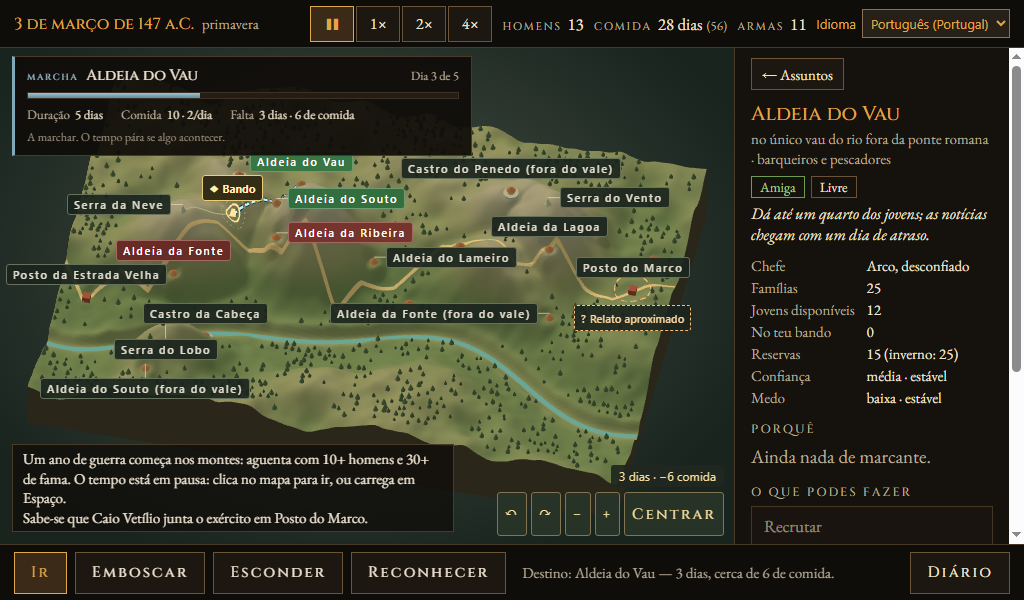 3 DE MARÇO DE 147 A.C. primavera
1×
2×
4×
HOMENS 13 COMIDA 28 dias (56) ARMAS 11
Idioma
Português (Portugal)
MARCHA ALDEIA DO VAU
Dia 3 de 5
Duração 5 dias Comida 10 · 2/dia Falta 3 dias · 6 de comida
A marchar. O tempo pára se algo acontecer.
Aldeia do Vau
Castro do Penedo (fora do vale)
◆ Bando
Aldeia do Souto
Serra do Vento
Serra da Neve
Aldeia da Ribeira
Aldeia da Lagoa
Aldeia da Fonte
Aldeia do Lameiro
Posto do Marco
Posto da Estrada Velha
Castro da Cabeça
Aldeia da Fonte (fora do vale)
? Relato aproximado
Serra do Lobo
Aldeia do Souto (fora do vale)
Um ano de guerra começa nos montes: aguenta com 10+ homens e 30+
de fama. O tempo está em pausa: clica no mapa para ir, ou carrega em
Espaço.
Sabe-se que Caio Vetílio junta o exército em Posto do Marco.
3 dias · −6 comida
↶
↷
−
+
CENTRAR
← Assuntos
ALDEIA DO VAU
no único vau do rio fora da ponte romana
· barqueiros e pescadores
Amiga
Livre
Dá até um quarto dos jovens; as notícias
chegam com um dia de atraso.
Chefe Arco, desconfiado
Famílias 25
Jovens disponíveis 12
No teu bando 0
Reservas 15 (inverno: 25)
Confiança média · estável
Medo baixa · estável
PORQUÊ
Ainda nada de marcante.
O QUE PODES FAZER
Recrutar
IR
EMBOSCAR
ESCONDER
RECONHECER
Destino: Aldeia do Vau — 3 dias, cerca de 6 de comida.
DIÁRIO